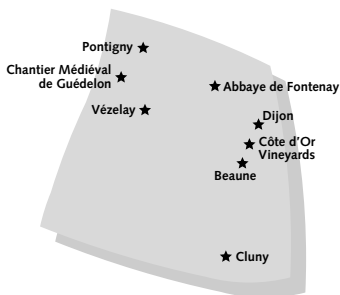 Pontigny
Chantier Médiéval
de Guédelon
Abbaye de Fontenay
Vézelay
Dijon
Côte d’Or
Vineyards
Beaune
Cluny